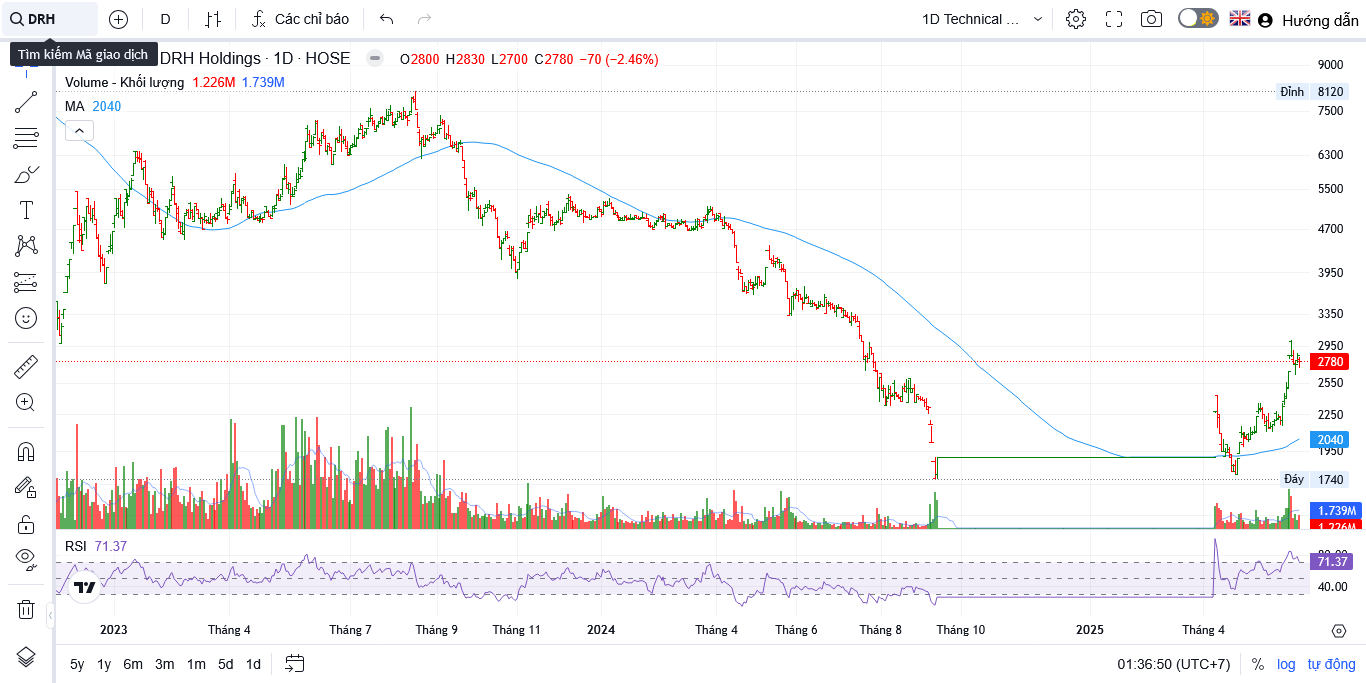 DRH
D
Các chỉ báo
1D Technical ...
Hướng dẫn
Tìm kiếm Mã giao dịch
DRH Holdings · 1D · HOSE
O2800 H2830 L2700 C2780 −70 (−2.46%)
Volume - Khối lượng 1.226M 1.739M
MA 2040
9000
Đỉnh 8120
7500
6300
5500
4700
3950
3350
2950
2780
2550
2250
2040
1950
Đáy 1740
1.739M
1.226M
RSI 71.37
80.00
71.37
40.00
2023 Tháng 4 Tháng 7 Tháng 9 Tháng 11 2024 Tháng 4 Tháng 6 Tháng 8 Tháng 10 2025 Tháng 4
5y 1y 6m 3m 1m 5d 1d
01:36:50 (UTC+7) % log tự động